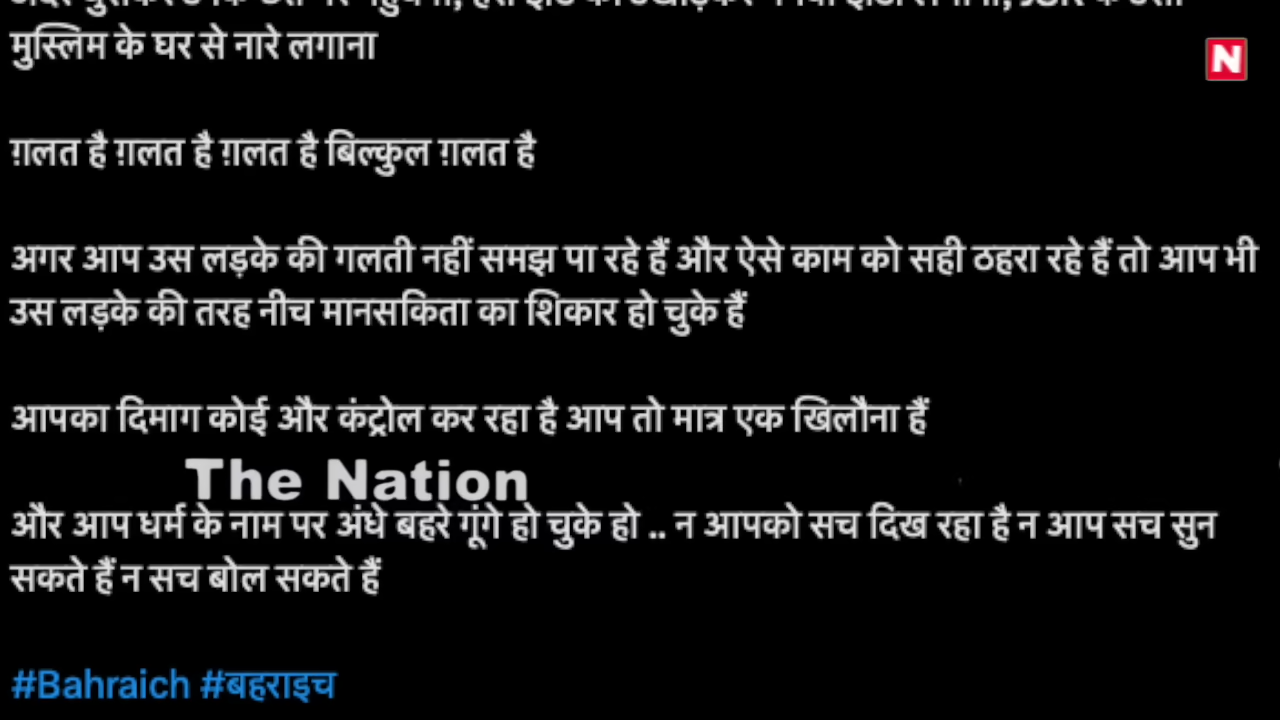 मुस्लिम के घर से नारे लगाना
N
ग़लत है ग़लत है ग़लत है बिल्कुल ग़लत है
अगर आप उस लड़के की गलती नहीं समझ पा रहे हैं और ऐसे काम को सही ठहरा रहे हैं तो आप भी
उस लड़के की तरह नीच मानसकिता का शिकार हो चुके हैं
आपका दिमाग कोई और कंट्रोल कर रहा है आप तो मात्र एक खिलौना हैं
The Nation
और आप धर्म के नाम पर अंधे बहरे गूंगे हो चुके हो .. न आपको सच दिख रहा है न आप सच सुन
सकते हैं न सच बोल सकते हैं
#Bahraich #बहराइच